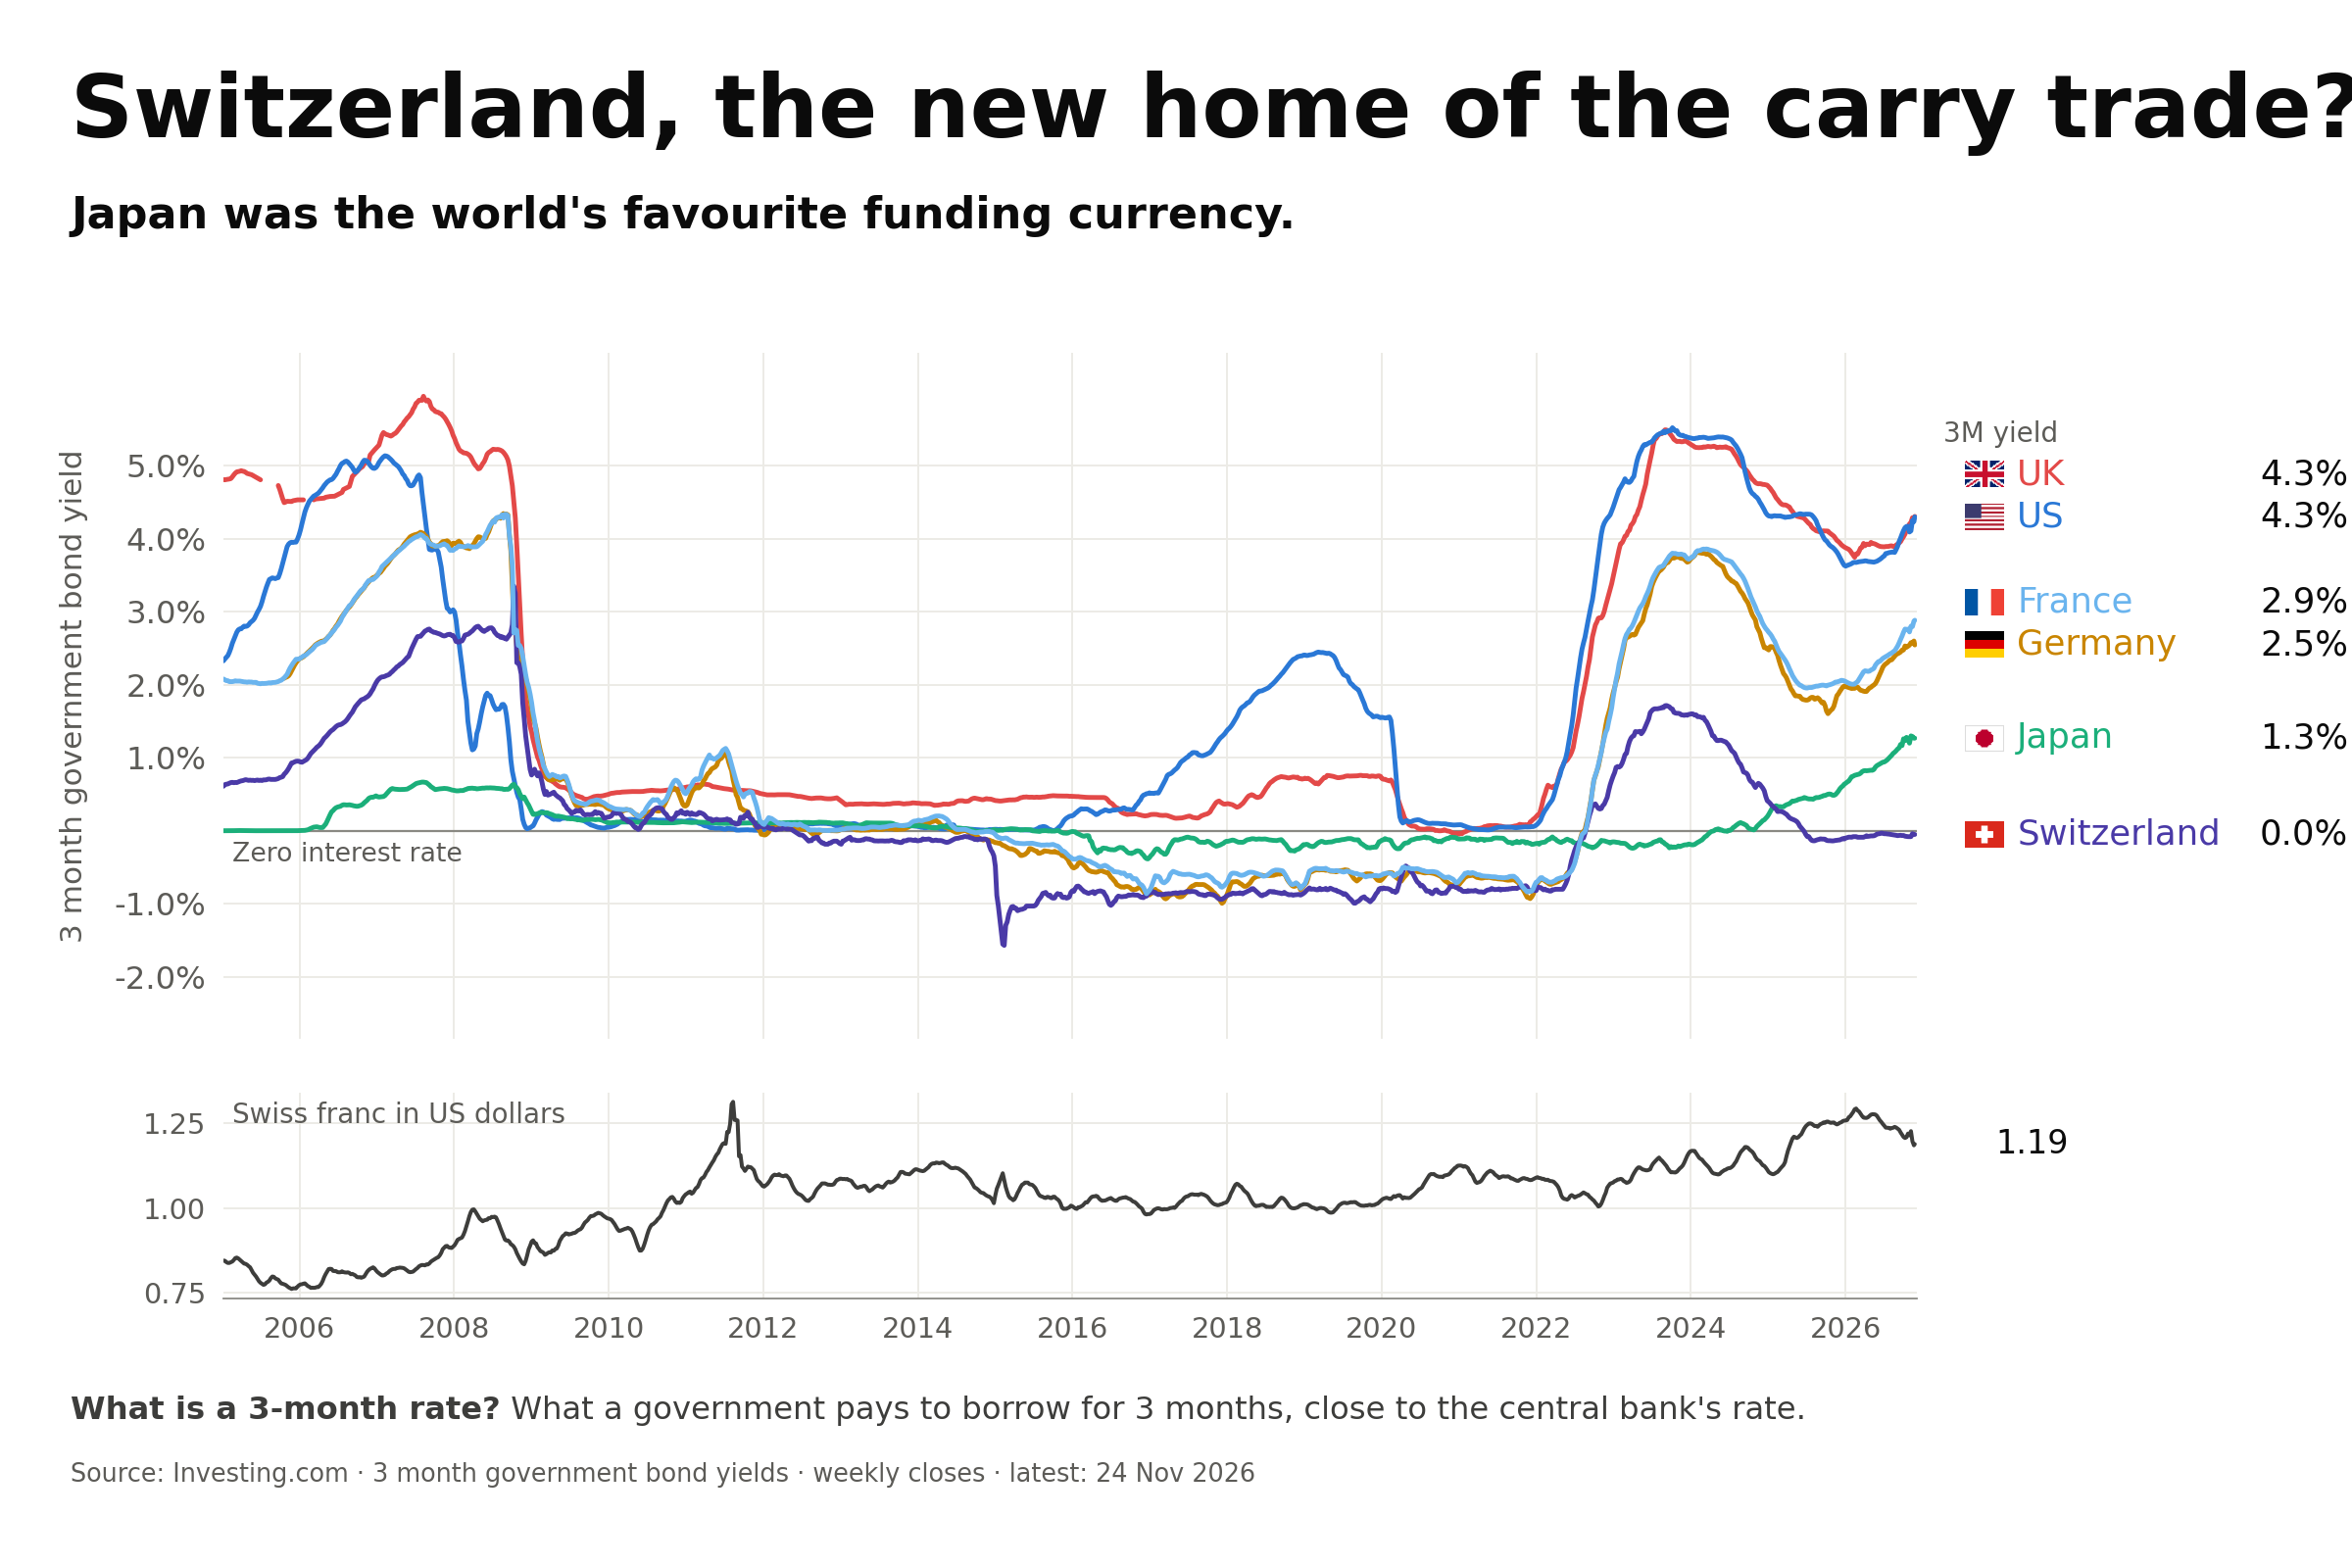 Switzerland, the new home of the carry trade?
Japan was the world's favourite funding currency.
3 month government bond yield
5.0%
4.0%
3.0%
2.0%
1.0%
Zero interest rate
-1.0%
-2.0%
3M yield
UK 4.3%
US 4.3%
France 2.9%
Germany 2.5%
Japan 1.3%
Switzerland 0.0%
Swiss franc in US dollars
1.25
1.00
0.75
1.19
2006 2008 2010 2012 2014 2016 2018 2020 2022 2024 2026
What is a 3-month rate? What a government pays to borrow for 3 months, close to the central bank's rate.
Source: Investing.com · 3 month government bond yields · weekly closes · latest: 24 Nov 2026